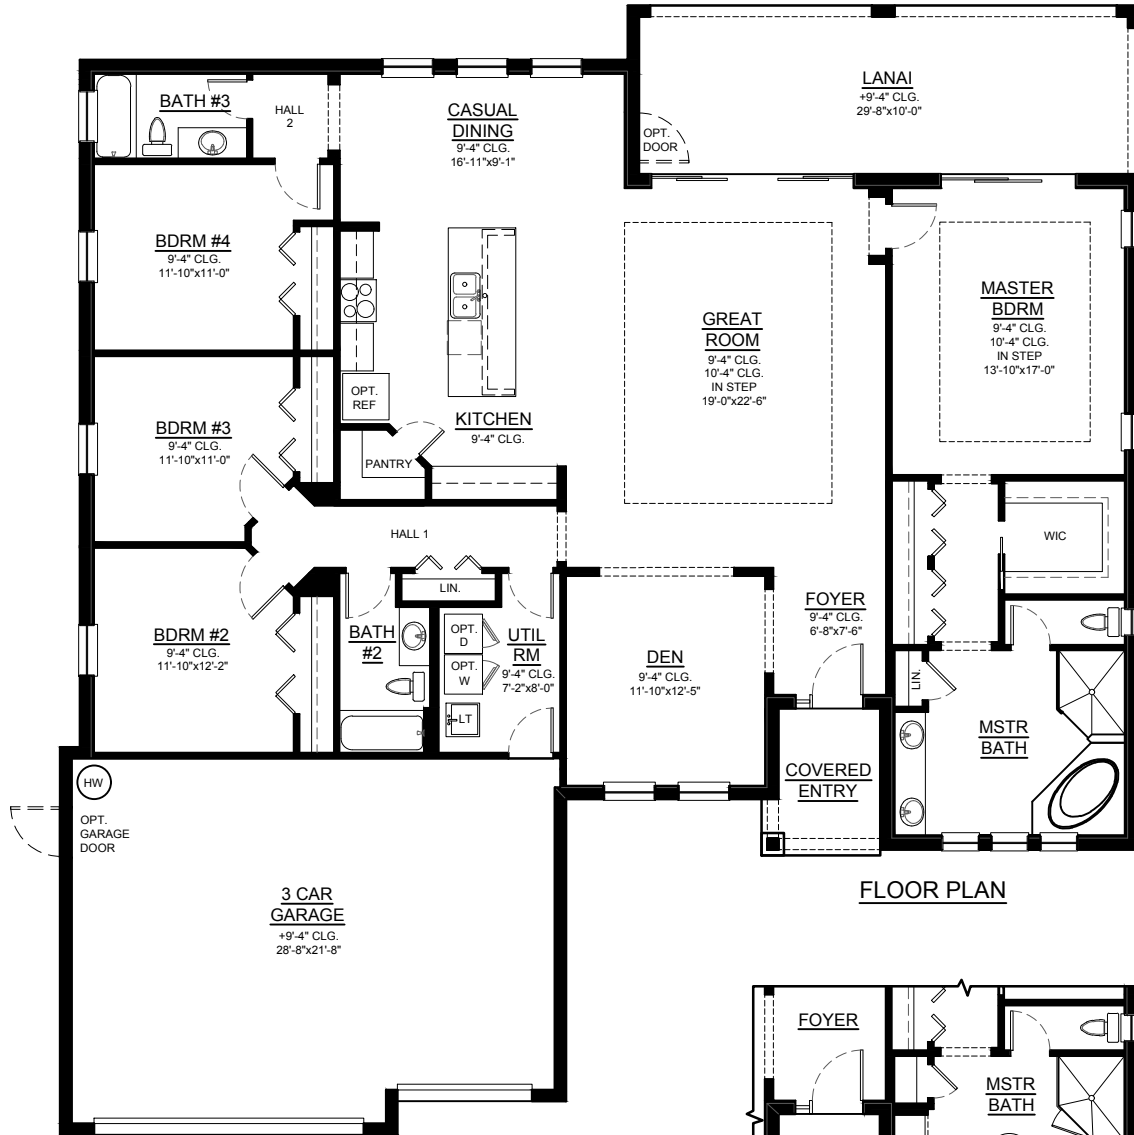 LANAI
+9'-4" CLG.
29'-8"x10'-0"
OPT.
DOOR
BATH #3
HALL
2
CASUAL
DINING
9'-4" CLG.
16'-11"x9'-1"
BDRM #4
9'-4" CLG.
11'-10"x11'-0"
GREAT
ROOM
9'-4" CLG.
10'-4" CLG.
IN STEP
19'-0"x22'-6"
MASTER
BDRM
9'-4" CLG.
10'-4" CLG.
IN STEP
13'-10"x17'-0"
OPT.
REF
KITCHEN
9'-4" CLG.
PANTRY
BDRM #3
9'-4" CLG.
11'-10"x11'-0"
HALL 1
LIN.
WIC
BDRM #2
9'-4" CLG.
11'-10"x12'-2"
BATH
#2
OPT.
D
OPT.
W
LT
UTIL
RM
9'-4" CLG.
7'-2"x8'-0"
DEN
9'-4" CLG.
11'-10"x12'-5"
FOYER
9'-4" CLG.
6'-8"x7'-6"
LIN.
MSTR
BATH
COVERED
ENTRY
HW
OPT.
GARAGE
DOOR
3 CAR
GARAGE
+9'-4" CLG.
28'-8"x21'-8"
FLOOR PLAN
FOYER
MSTR
BATH